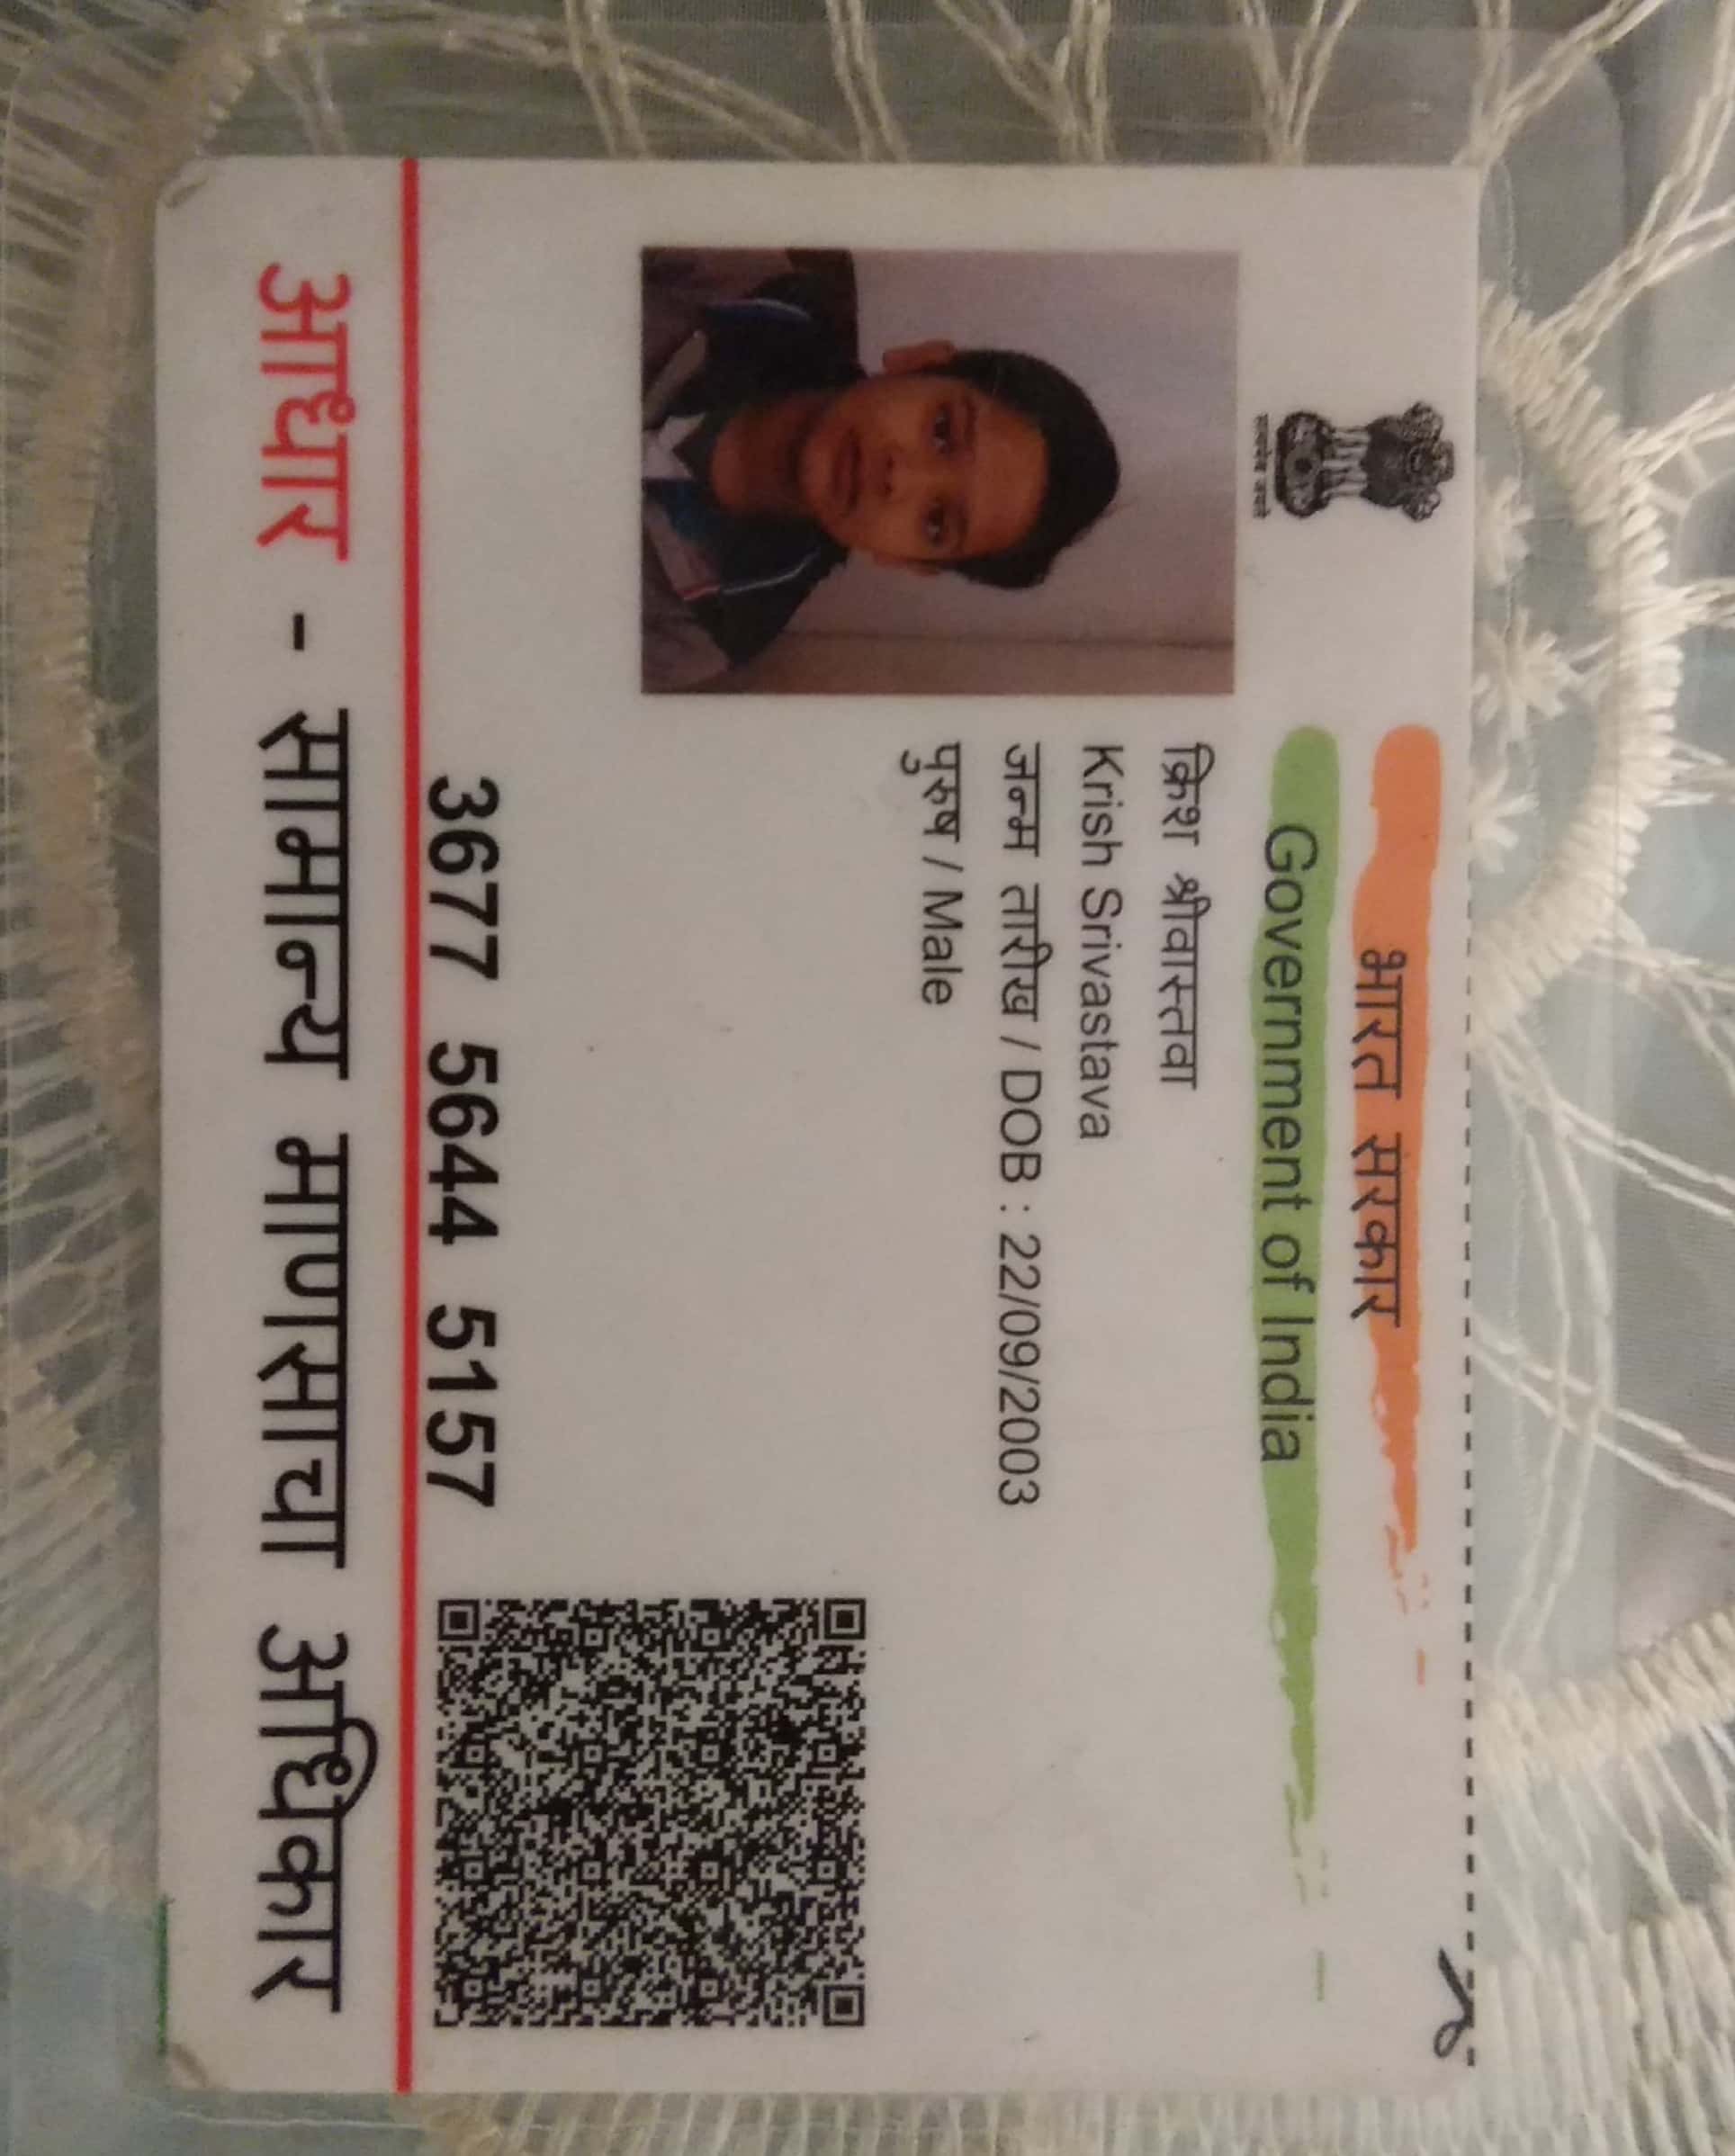 सत्यमेव जयते
भारत सरकार
Government of India
क्रिश श्रीवास्तवा
Krish Srivastava
जन्म तारीख / DOB : 22/09/2003
पुरुष / Male
3677 5644 5157
आधार - सामान्य माणसाचा अधिकार